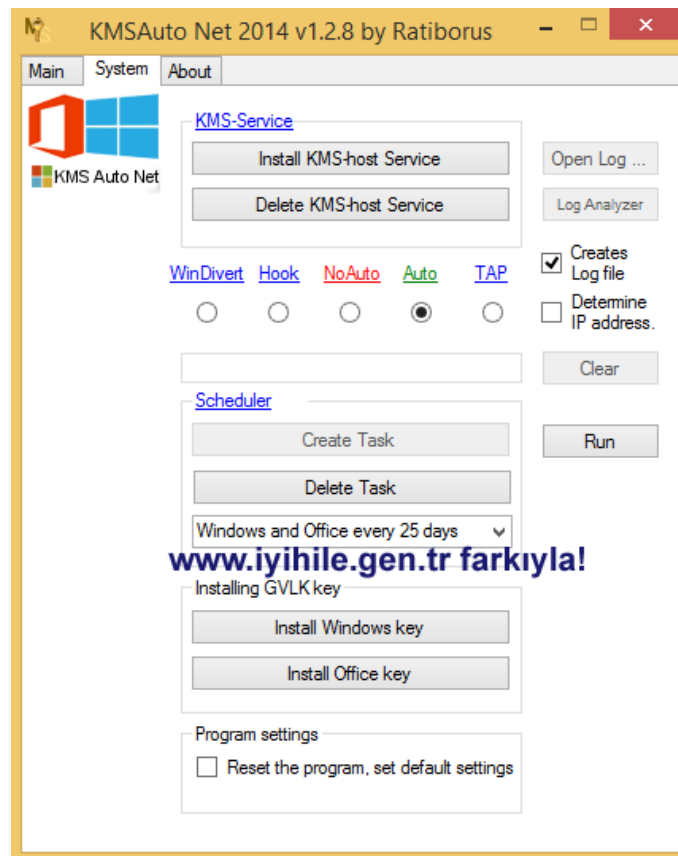 KMSAuto Net 2014 v1.2.8 by Ratiborus
Main System About
KMS Auto Net
KMS-Service
Install KMS-host Service
Delete KMS-host Service
Open Log ...
Log Analyzer
Creates
Log file
Determine
IP address.
WinDivert Hook NoAuto Auto TAP
Clear
Scheduler
Create Task
Run
Delete Task
Windows and Office every 25 days
www.iyihile.gen.tr farkıyla!
Installing GVLK key
Install Windows key
Install Office key
Program settings
Reset the program, set default settings